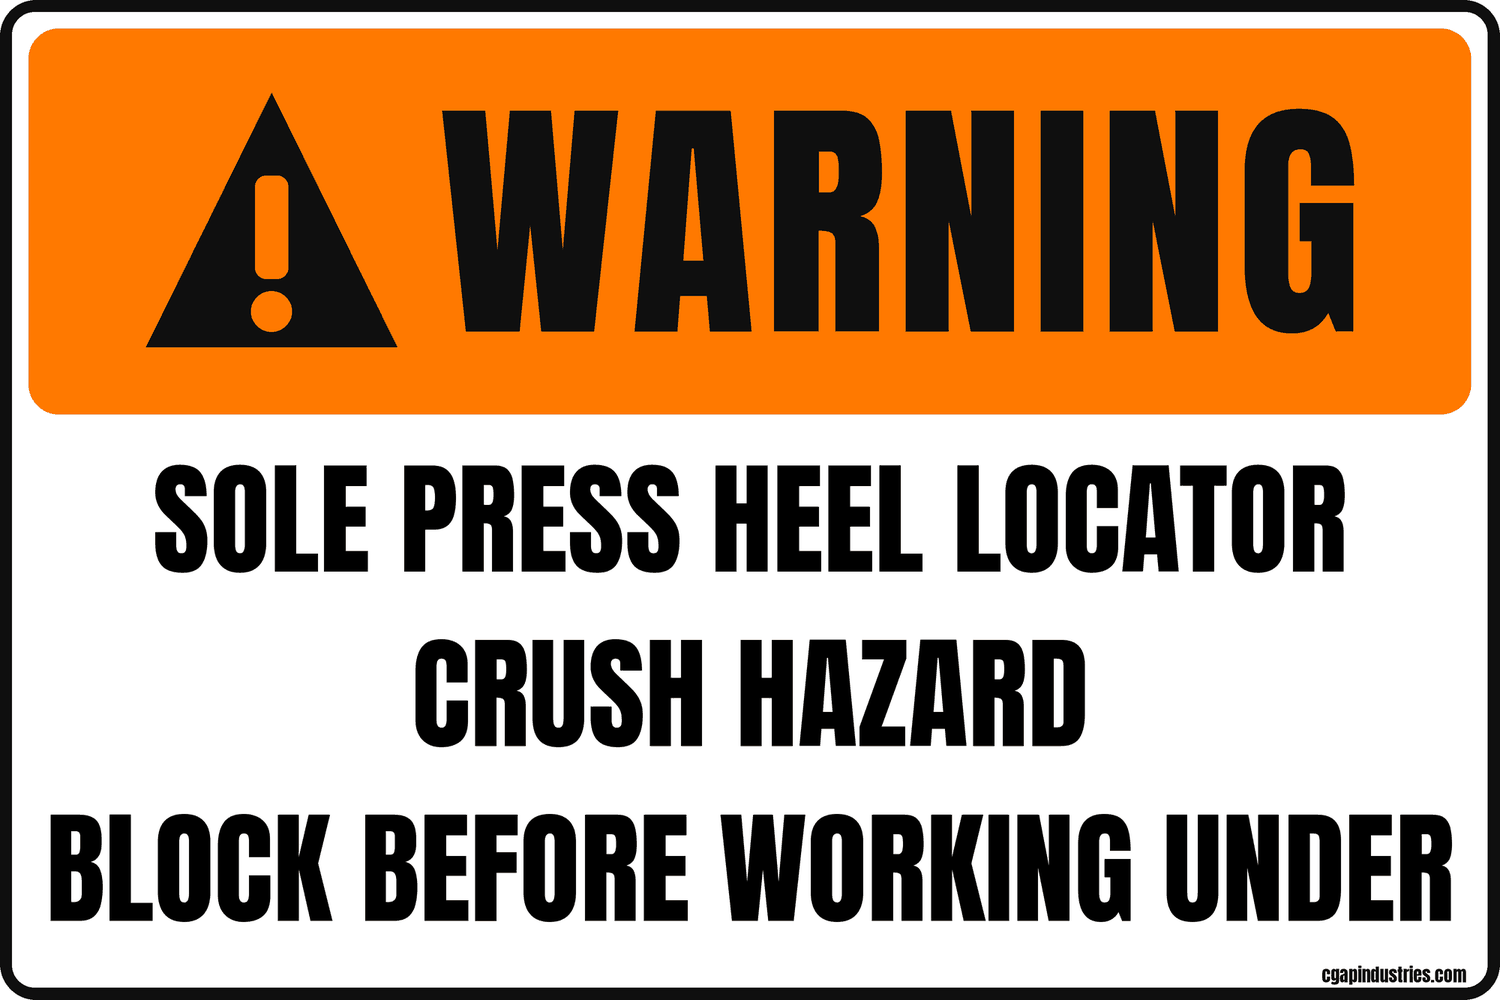 WARNING
SOLE PRESS HEEL LOCATOR
CRUSH HAZARD
BLOCK BEFORE WORKING UNDER
cgapindustries.com